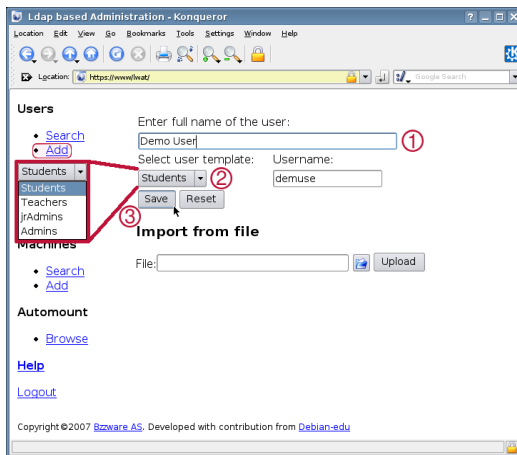 Ldap based Administration - Konqueror
Location Edit View Go Bookmarks Tools Settings Window Help
Location: https://www/lwat/
Google Search
Users
Search
Add
Enter full name of the user:
Demo User
①
Select user template: Username:
Students
②
demuse
Save Reset
③
Students
Students
Teachers
jrAdmins
Admins
Import from file
File: Upload
Machines
Search
Add
Automount
Browse
Help
Logout
Copyright ©2007 Bzzware AS. Developed with contribution from Debian-edu